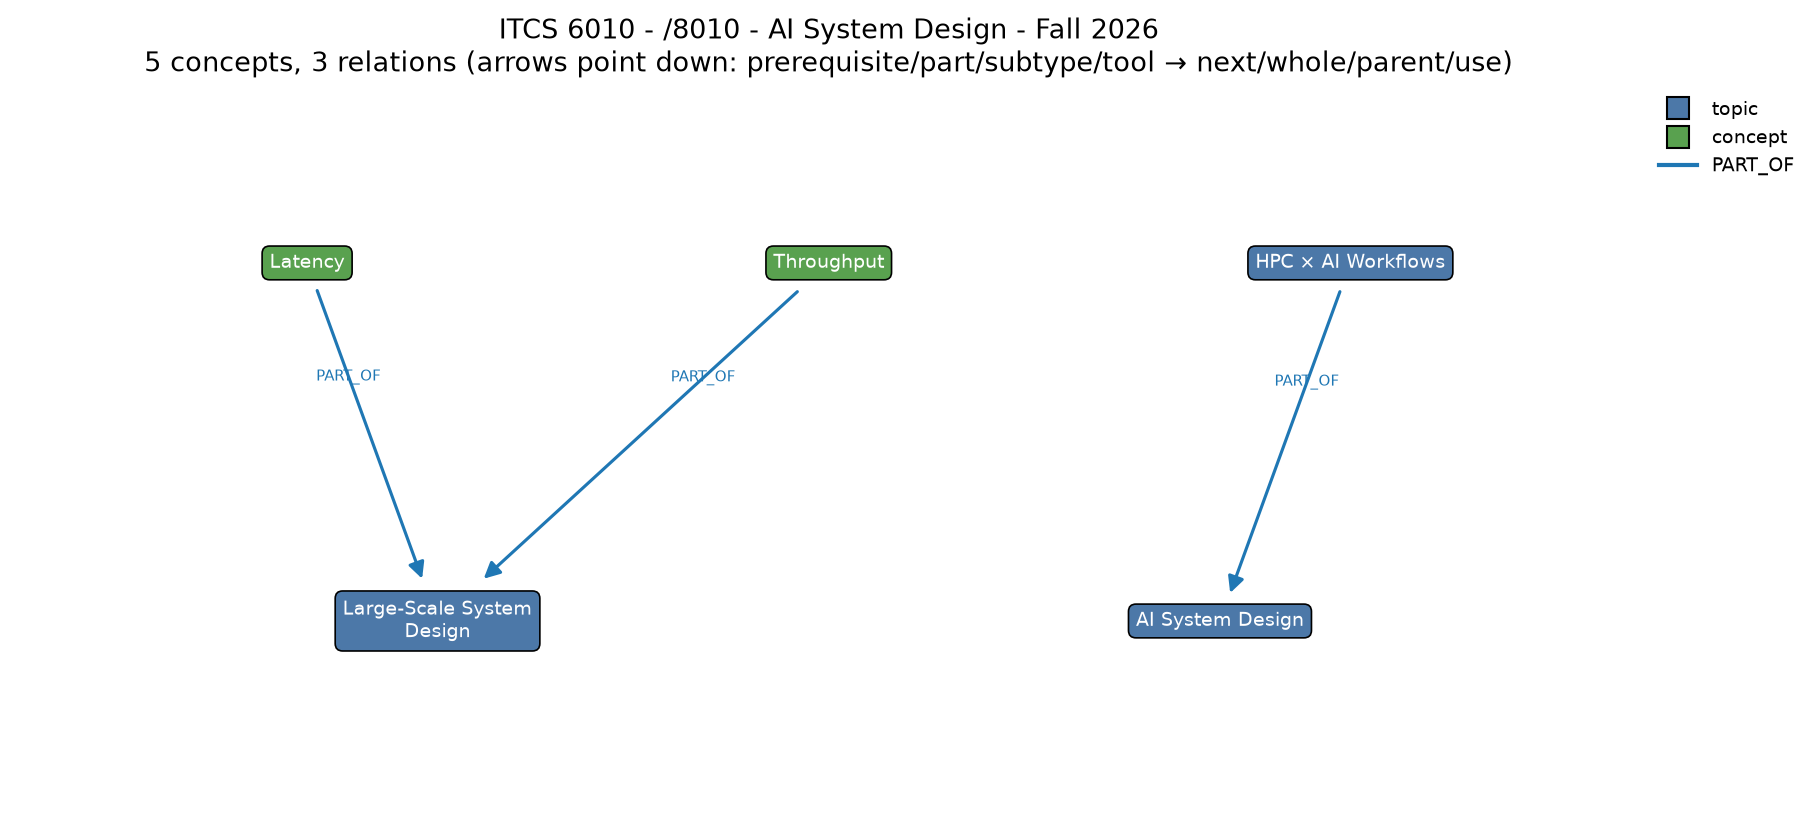 ITCS 6010 - /8010 - AI System Design - Fall 2026
5 concepts, 3 relations (arrows point down: prerequisite/part/subtype/tool → next/whole/parent/use)
topic
concept
PART_OF
Latency
Throughput
HPC × AI Workflows
PART_OF
PART_OF
PART_OF
Large-Scale System
Design
AI System Design